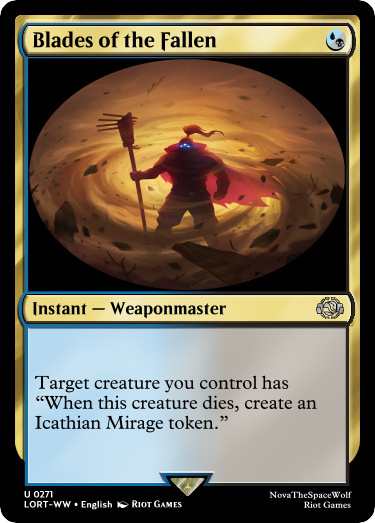 Blades of the Fallen
Instant — Weaponmaster
Target creature you control has
“When this creature dies, create an
Icathian Mirage token.”
U 0271
LORT-WW • English RIOT GAMES
NovaTheSpaceWolf
Riot Games